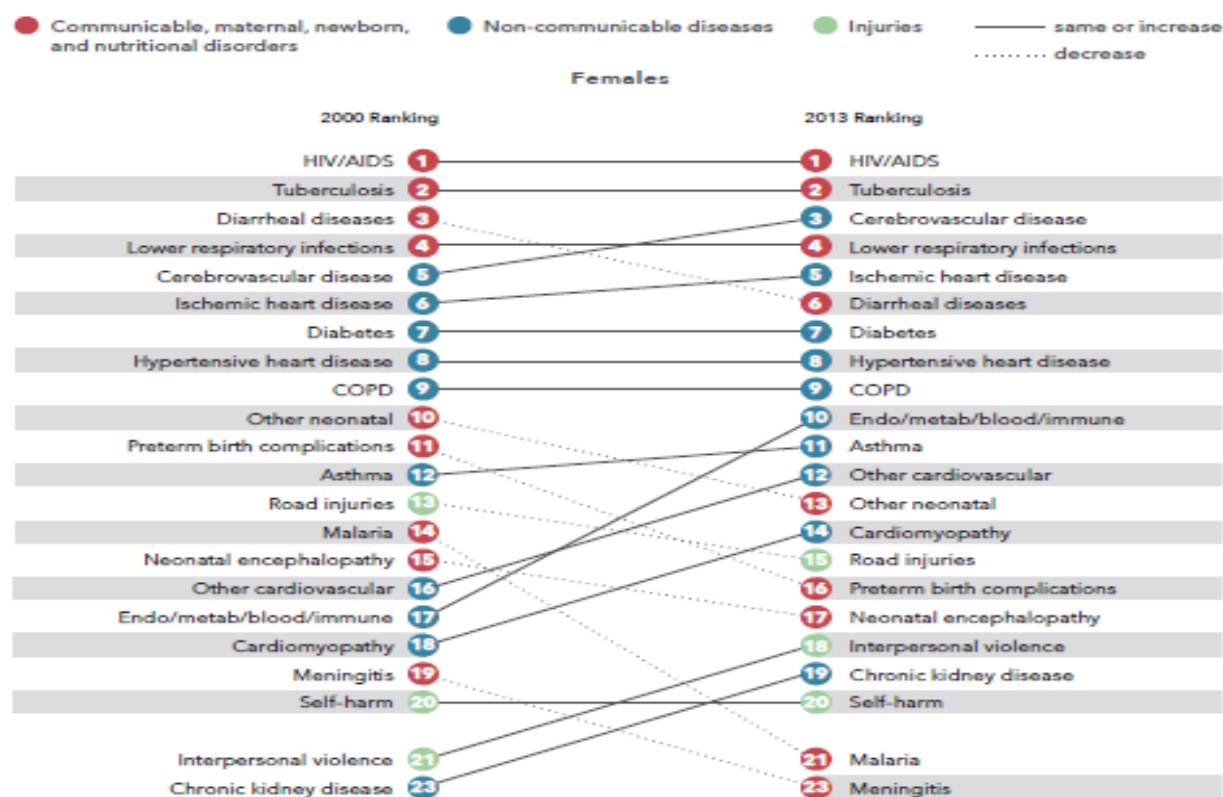 Communicable, maternal, newborn, and nutritional disorders
Non-communicable diseases
Injuries
same or increase
decrease
Females
2000 Ranking 2013 Ranking
HIV/AIDS 1 1 HIV/AIDS
Tuberculosis 2 2 Tuberculosis
Diarrheal diseases 3 3 Cerebrovascular disease
Lower respiratory infections 4 4 Lower respiratory infections
Cerebrovascular disease 5 5 Ischemic heart disease
Ischemic heart disease 6 6 Diarrheal diseases
Diabetes 7 7 Diabetes
Hypertensive heart disease 8 8 Hypertensive heart disease
COPD 9 9 COPD
Other neonatal 10 10 Endo/metab/blood/immune
Preterm birth complications 11 11 Asthma
Asthma 12 12 Other cardiovascular
Road injuries 13 13 Other neonatal
Malaria 14 14 Cardiomyopathy
Neonatal encephalopathy 15 15 Road injuries
Other cardiovascular 16 16 Preterm birth complications
Endo/metab/blood/immune 17 17 Neonatal encephalopathy
Cardiomyopathy 18 18 Interpersonal violence
Meningitis 19 19 Chronic kidney disease
Self-harm 20 20 Self-harm
Interpersonal violence 21 21 Malaria
Chronic kidney disease 23 23 Meningitis